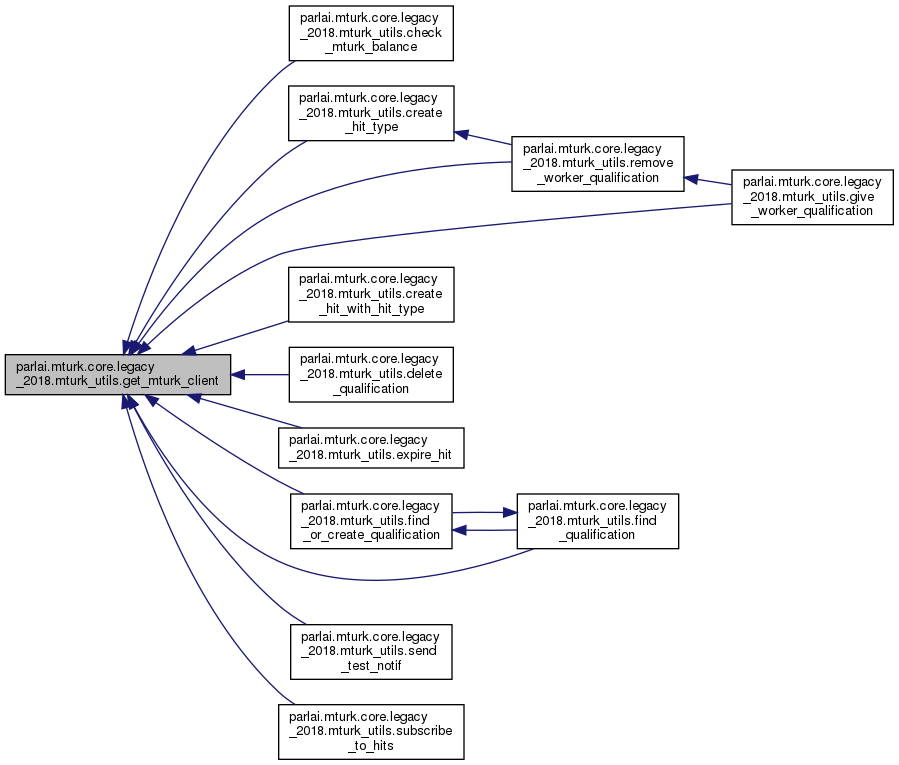 parlai.mturk.core.legacy
_2018.mturk_utils.check
_mturk_balance
parlai.mturk.core.legacy
_2018.mturk_utils.create
_hit_type
parlai.mturk.core.legacy
_2018.mturk_utils.remove
_worker_qualification
parlai.mturk.core.legacy
_2018.mturk_utils.give
_worker_qualification
parlai.mturk.core.legacy
_2018.mturk_utils.create
_hit_with_hit_type
parlai.mturk.core.legacy
_2018.mturk_utils.get_mturk_client
parlai.mturk.core.legacy
_2018.mturk_utils.delete
_qualification
parlai.mturk.core.legacy
_2018.mturk_utils.expire_hit
parlai.mturk.core.legacy
_2018.mturk_utils.find
_or_create_qualification
parlai.mturk.core.legacy
_2018.mturk_utils.find
_qualification
parlai.mturk.core.legacy
_2018.mturk_utils.send
_test_notif
parlai.mturk.core.legacy
_2018.mturk_utils.subscribe
_to_hits